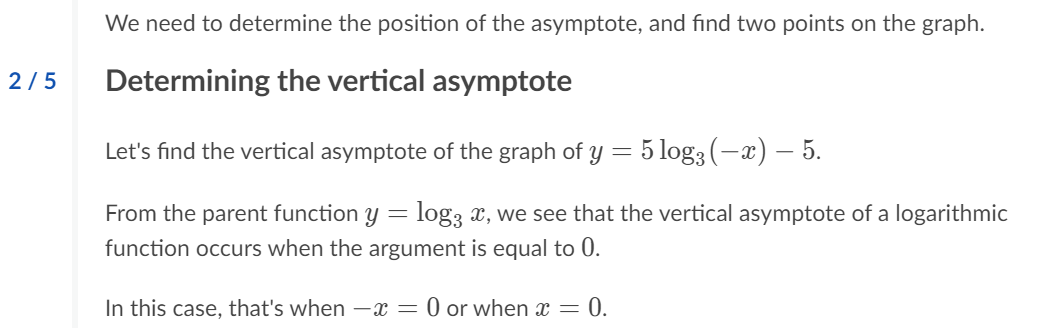 We need to determine the position of the asymptote, and find two points on the graph.
2 / 5 Determining the vertical asymptote
Let's find the vertical asymptote of the graph of y = 5 log₃(−x) − 5.
From the parent function y = log₃ x, we see that the vertical asymptote of a logarithmic
function occurs when the argument is equal to 0.
In this case, that's when −x = 0 or when x = 0.